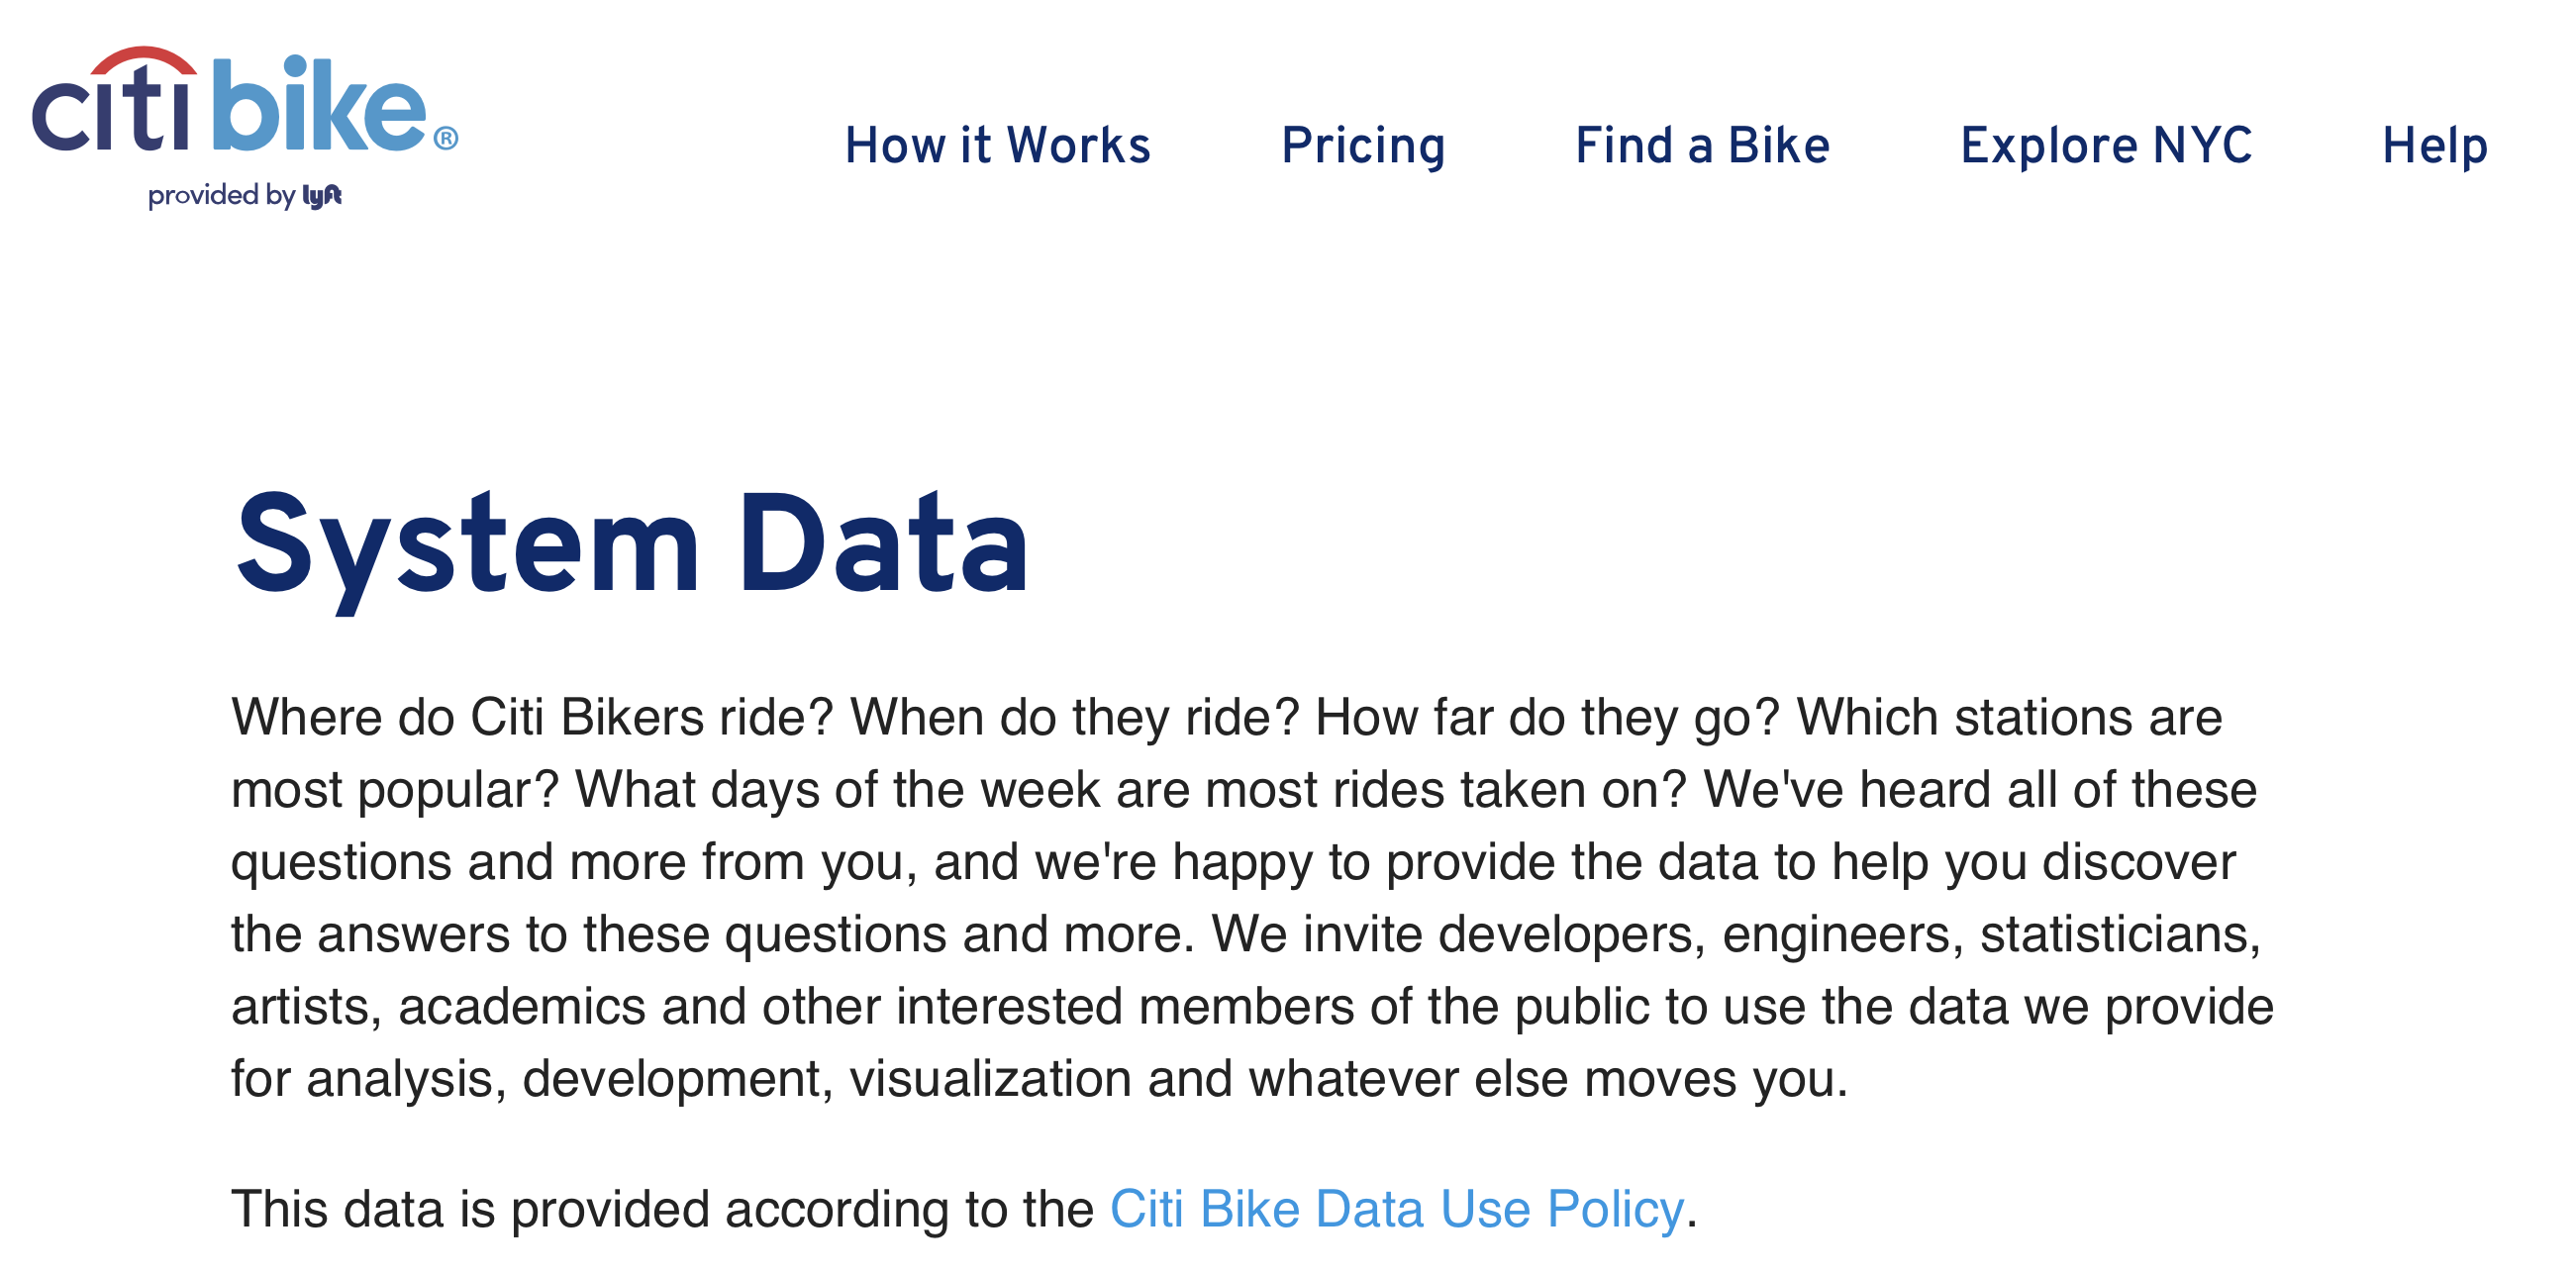 citi bike®
provided by lyft
How it Works Pricing Find a Bike Explore NYC Help
System Data
Where do Citi Bikers ride? When do they ride? How far do they go? Which stations are
most popular? What days of the week are most rides taken on? We've heard all of these
questions and more from you, and we're happy to provide the data to help you discover
the answers to these questions and more. We invite developers, engineers, statisticians,
artists, academics and other interested members of the public to use the data we provide
for analysis, development, visualization and whatever else moves you.
This data is provided according to the Citi Bike Data Use Policy.